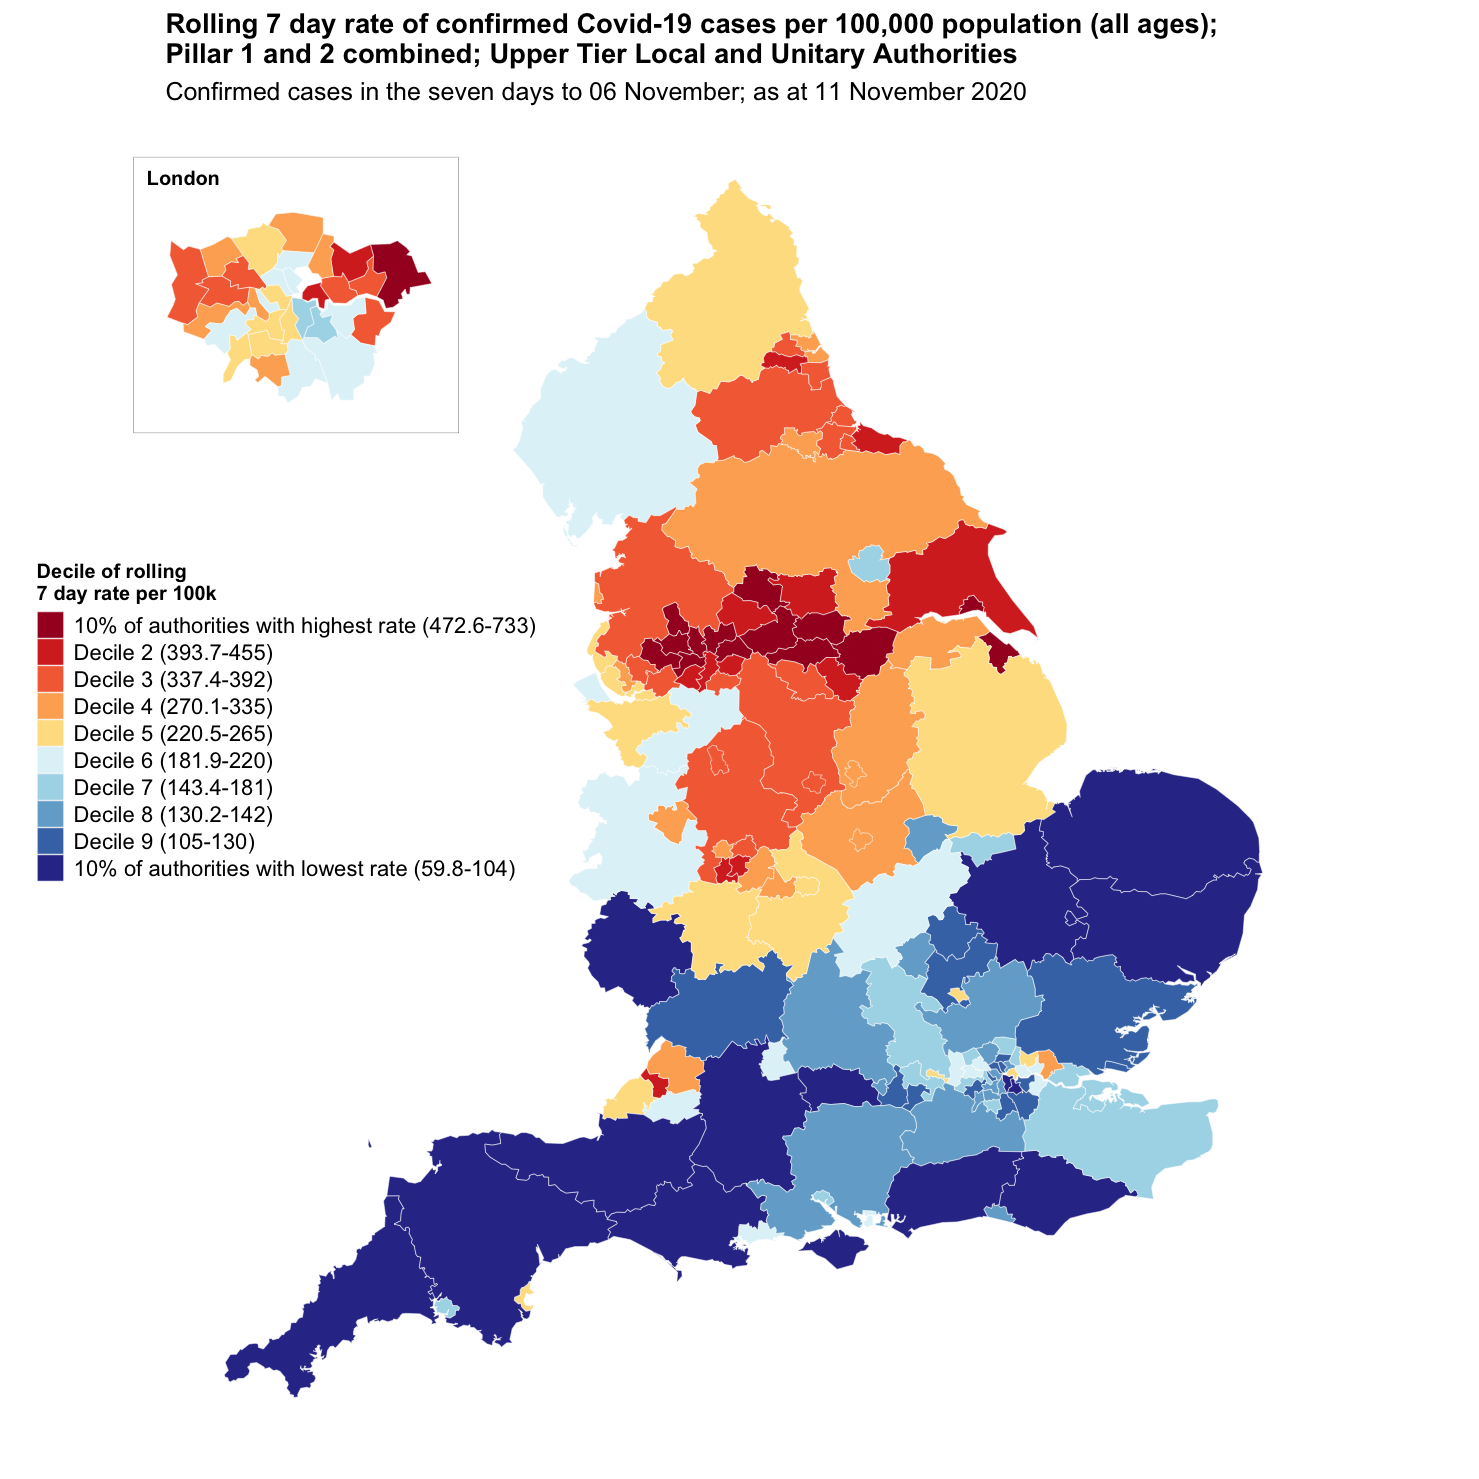 Rolling 7 day rate of confirmed Covid-19 cases per 100,000 population (all ages);
Pillar 1 and 2 combined; Upper Tier Local and Unitary Authorities
Confirmed cases in the seven days to 06 November; as at 11 November 2020
London
Decile of rolling
7 day rate per 100k
10% of authorities with highest rate (472.6-733)
Decile 2 (393.7-455)
Decile 3 (337.4-392)
Decile 4 (270.1-335)
Decile 5 (220.5-265)
Decile 6 (181.9-220)
Decile 7 (143.4-181)
Decile 8 (130.2-142)
Decile 9 (105-130)
10% of authorities with lowest rate (59.8-104)